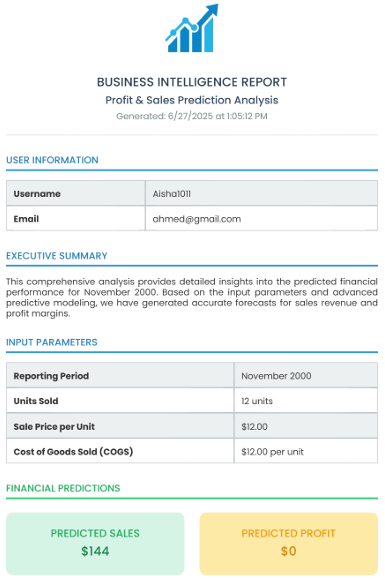 BUSINESS INTELLIGENCE REPORT
Profit & Sales Prediction Analysis
Generated: 6/27/2025 at 1:05:12 PM
USER INFORMATION
Username Aisha1011
Email ahmed@gmail.com
EXECUTIVE SUMMARY
This comprehensive analysis provides detailed insights into the predicted financial
performance for November 2000. Based on the input parameters and advanced
predictive modeling, we have generated accurate forecasts for sales revenue and
profit margins.
INPUT PARAMETERS
Reporting Period November 2000
Units Sold 12 units
Sale Price per Unit $12.00
Cost of Goods Sold (COGS) $12.00 per unit
FINANCIAL PREDICTIONS
PREDICTED SALES PREDICTED PROFIT
$144 $0